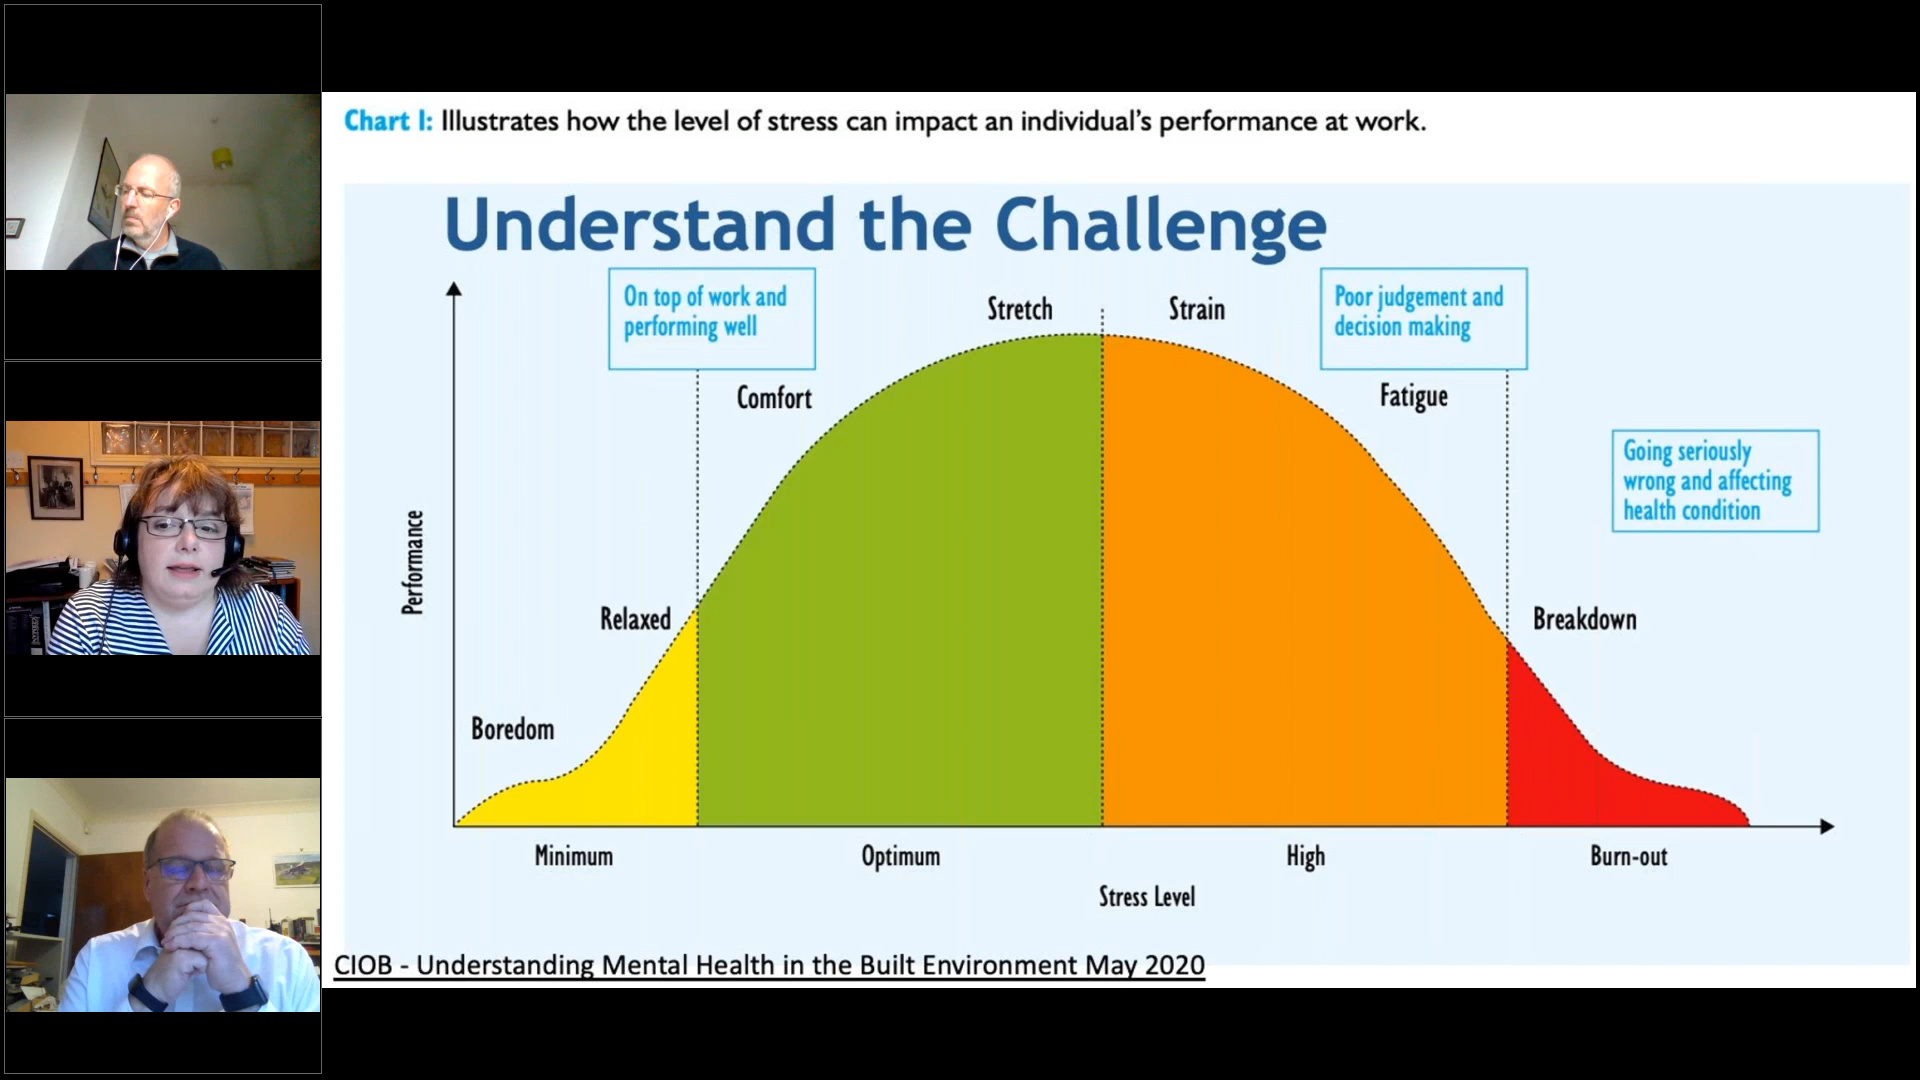 Chart 1: Illustrates how the level of stress can impact an individual's performance at work.
Understand the Challenge
On top of work and
performing well
Stretch
Strain
Poor judgement and
decision making
Comfort
Fatigue
Going seriously
wrong and affecting
health condition
Performance
Relaxed
Breakdown
Boredom
Minimum
Optimum
High
Burn-out
Stress Level
CIOB - Understanding Mental Health in the Built Environment May 2020